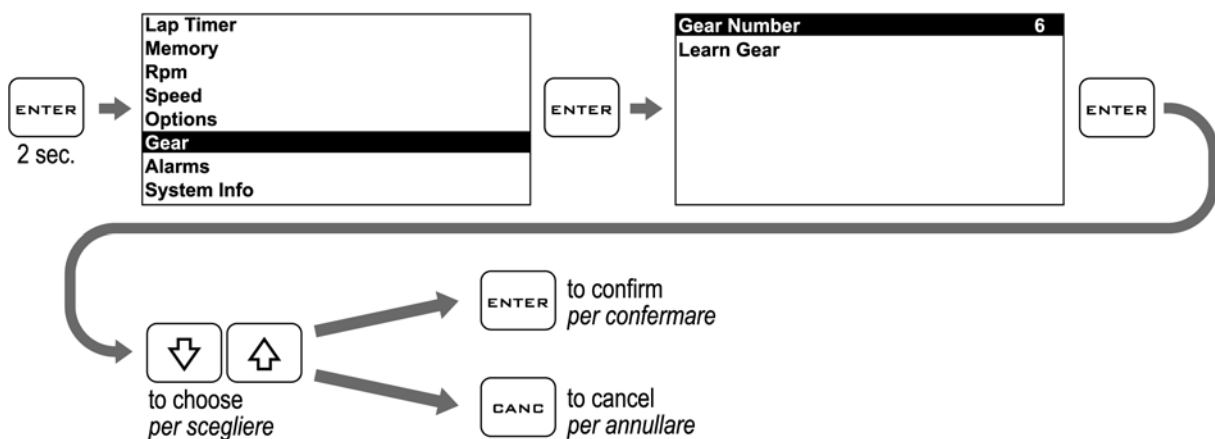 ENTER
2 sec.
Lap Timer
Memory
Rpm
Speed
Options
Gear
Alarms
System Info
ENTER
Gear Number 6
Learn Gear
ENTER
to choose
per scegliere
ENTER
to confirm
per confermare
CANC
to cancel
per annullare